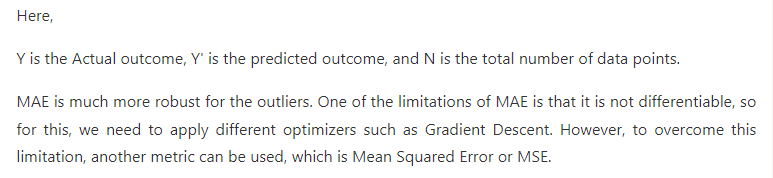 Here,
Y is the Actual outcome, Y' is the predicted outcome, and N is the total number of data points.
MAE is much more robust for the outliers. One of the limitations of MAE is that it is not differentiable, so
for this, we need to apply different optimizers such as Gradient Descent. However, to overcome this
limitation, another metric can be used, which is Mean Squared Error or MSE.